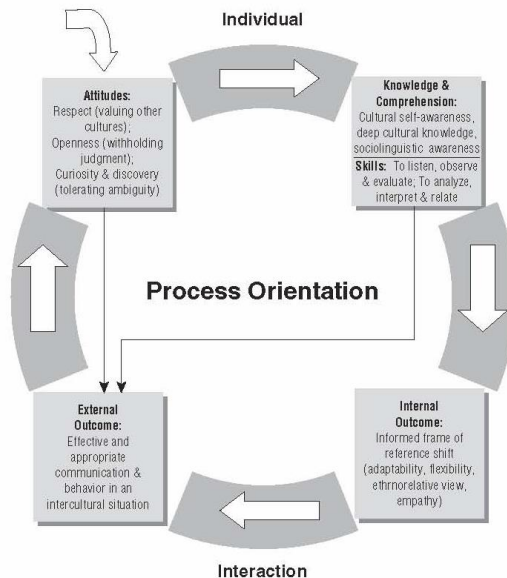 Individual
Attitudes:
Respect (valuing other
cultures);
Openness (withholding
judgment);
Curiosity & discovery
(tolerating ambiguity)
Knowledge &
Comprehension:
Cultural self-awareness,
deep cultural knowledge,
sociolinguistic awareness
Skills: To listen, observe
& evaluate; To analyze,
interpret & relate
Process Orientation
External
Outcome:
Effective and
appropriate
communication &
behavior in an
intercultural situation
Internal
Outcome:
Informed frame of
reference shift
(adaptability, flexibility,
ethrnorelative view,
empathy)
Interaction